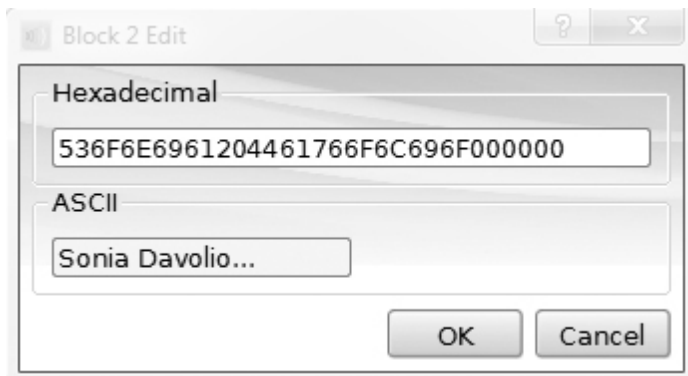 Block 2 Edit
Hexadecimal
536F6E6961204461766F6C696F000000
ASCII
Sonia Davolio...
OK Cancel